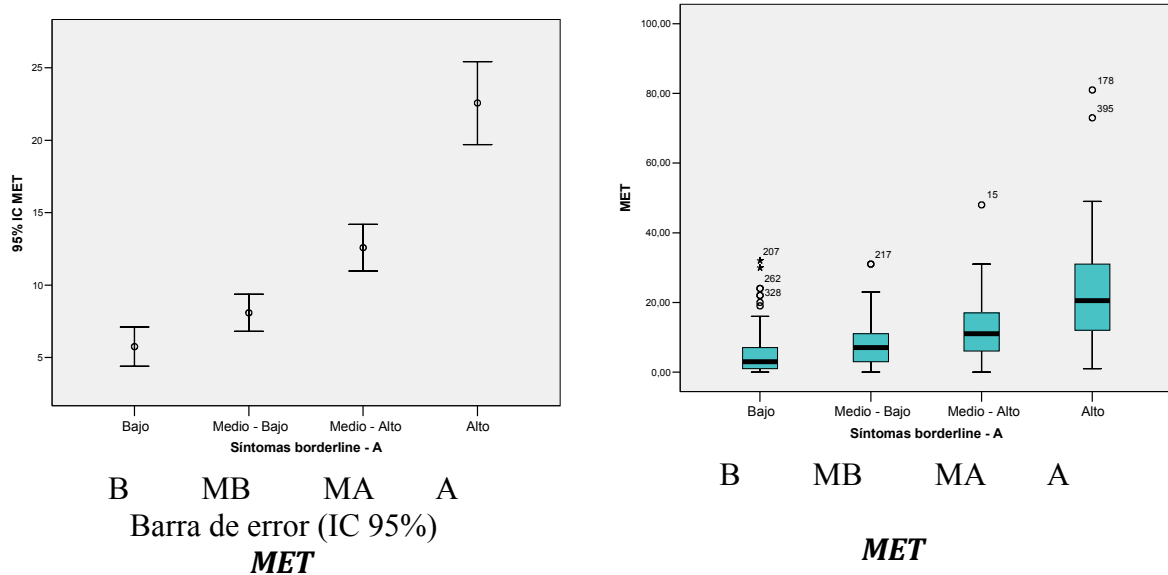 95% IC MET
25
20
15
10
5
Bajo Medio - Bajo Medio - Alto Alto
Síntomas borderline - A
B MB MA A
Barra de error (IC 95%)
MET
MET
100,00
80,00
60,00
40,00
20,00
0,00
207
262
328
217
15
178
395
Bajo Medio - Bajo Medio - Alto Alto
Síntomas borderline - A
B MB MA A
MET